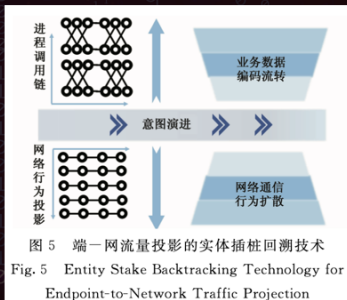 进程调用链
业务数据
编码流转
意图演进
网络行为投影
网络通信
行为扩散
图 5 端—网流量投影的实体插桩回溯技术
Fig. 5 Entity Stake Backtracking Technology for
Endpoint-to-Network Traffic Projection